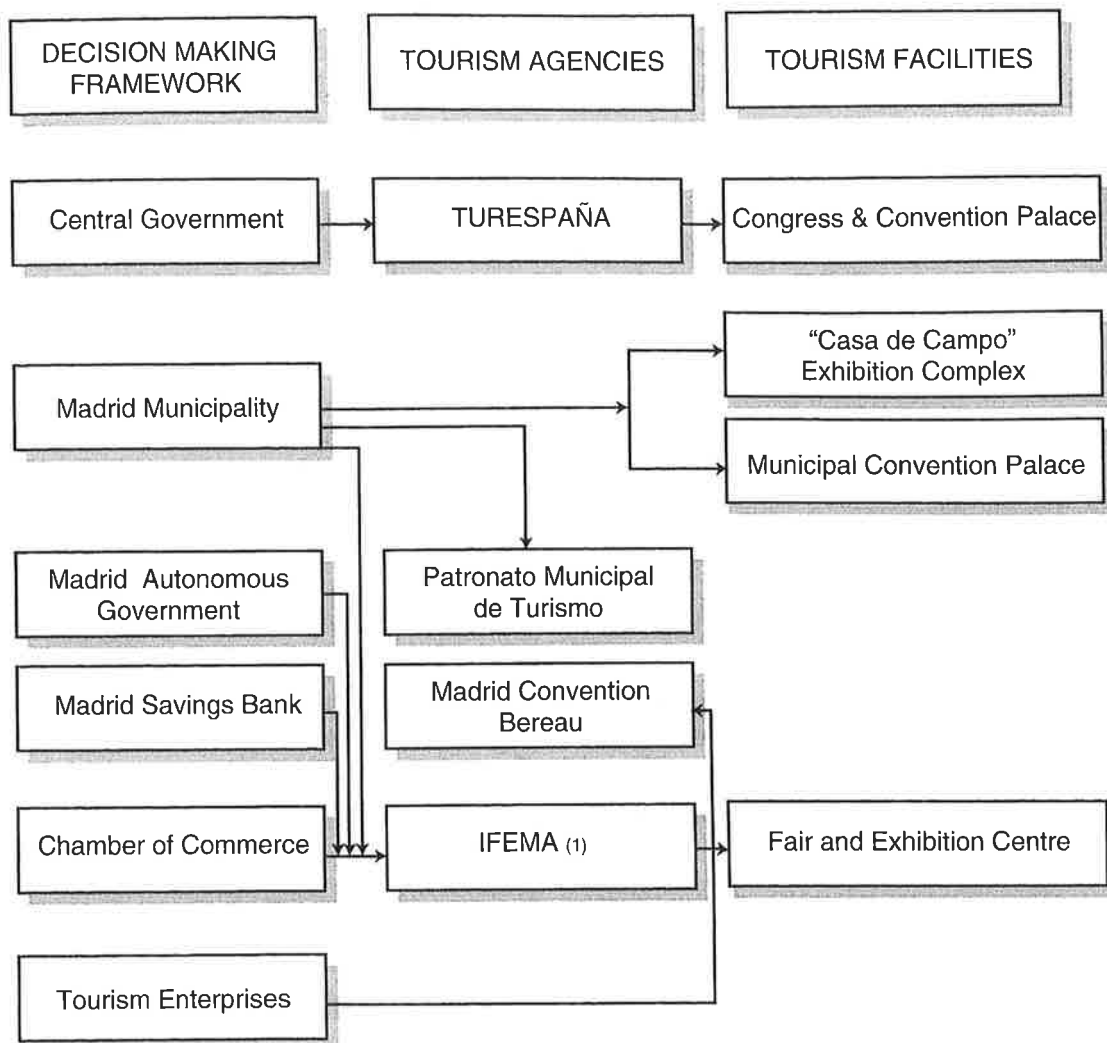 DECISION MAKING
FRAMEWORK
TOURISM AGENCIES
TOURISM FACILITIES
Central Government
TURESPAÑA
Congress & Convention Palace
Madrid Municipality
“Casa de Campo”
Exhibition Complex
Municipal Convention Palace
Madrid Autonomous
Government
Patronato Municipal
de Turismo
Madrid Savings Bank
Madrid Convention
Bereau
Chamber of Commerce
IFEMA (1)
Fair and Exhibition Centre
Tourism Enterprises